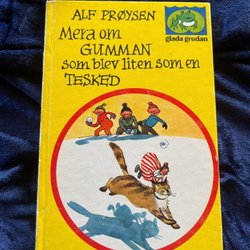 ALF PRØYSEN
glada grodan
Mera om
GUMMAN
som blev liten som en
TESKED